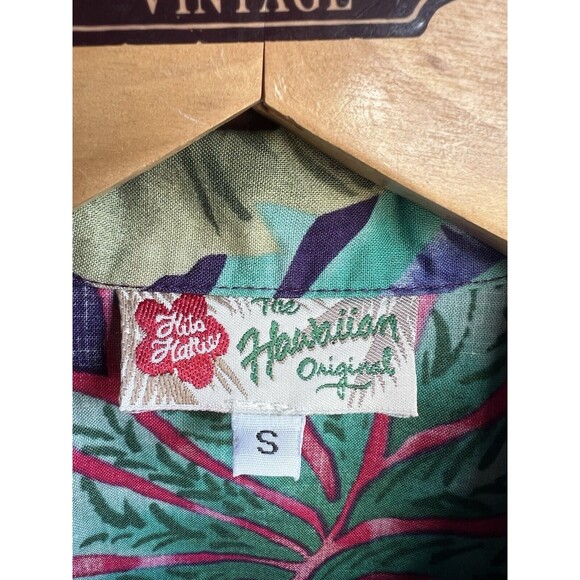 VINTAGE
Hilo
Hattie
The
Hawaiian
Original
S